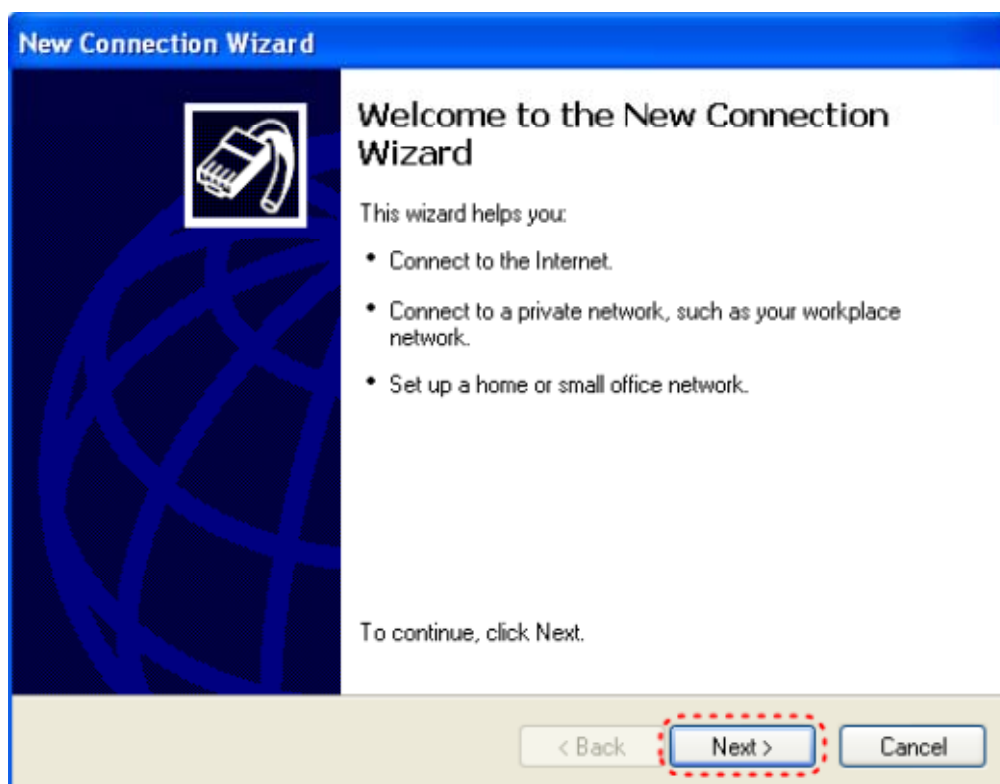 New Connection Wizard
Welcome to the New Connection
Wizard
This wizard helps you:
• Connect to the Internet.
• Connect to a private network, such as your workplace
network.
• Set up a home or small office network.
To continue, click Next.
< Back
Next >
Cancel